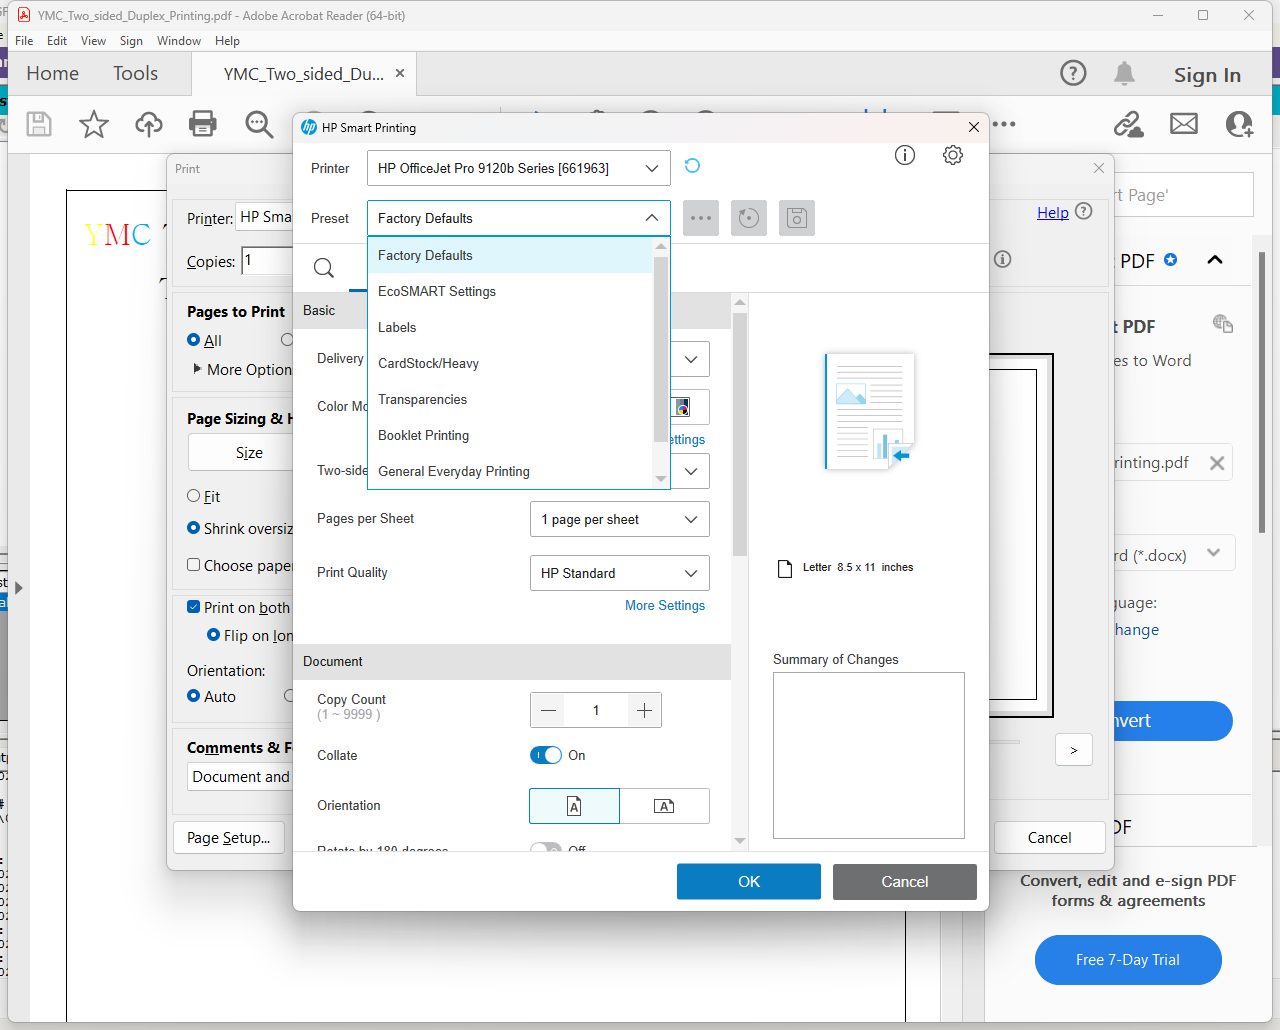 YMC_Two_sided_Duplex_Printing.pdf - Adobe Acrobat Reader (64-bit)
File Edit View Sign Window Help
Home Tools YMC_Two_sided_Du... Sign In
HP Smart Printing
Print
Printer HP OfficeJet Pro 9120b Series [661963]
Preset Factory Defaults
Factory Defaults
EcoSMART Settings
Labels
CardStock/Heavy
Transparencies
Booklet Printing
General Everyday Printing
Basic
Delivery
Color Mo
ettings
Two-side
Pages per Sheet 1 page per sheet
Print Quality HP Standard
More Settings
Document
Copy Count 1
(1 ~ 9999 )
Collate On
Orientation
Rotate by 180 degrees Off
Letter 8.5 x 11 inches
Summary of Changes
OK Cancel
Printer: HP Sma
Copies: 1
Help
Pages to Print
All
More Option
Page Sizing & H
Size
Fit
Shrink oversiz
Choose pape
Print on both
Flip on lon
Orientation:
Auto
Comments & F
Document and
Page Setup...
>
Cancel
YMC T
t Page'
PDF
t PDF
es to Word
rinting.pdf
rd (*.docx)
guage:
hange
nvert
DF
Convert, edit and e-sign PDF
forms & agreements
Free 7-Day Trial